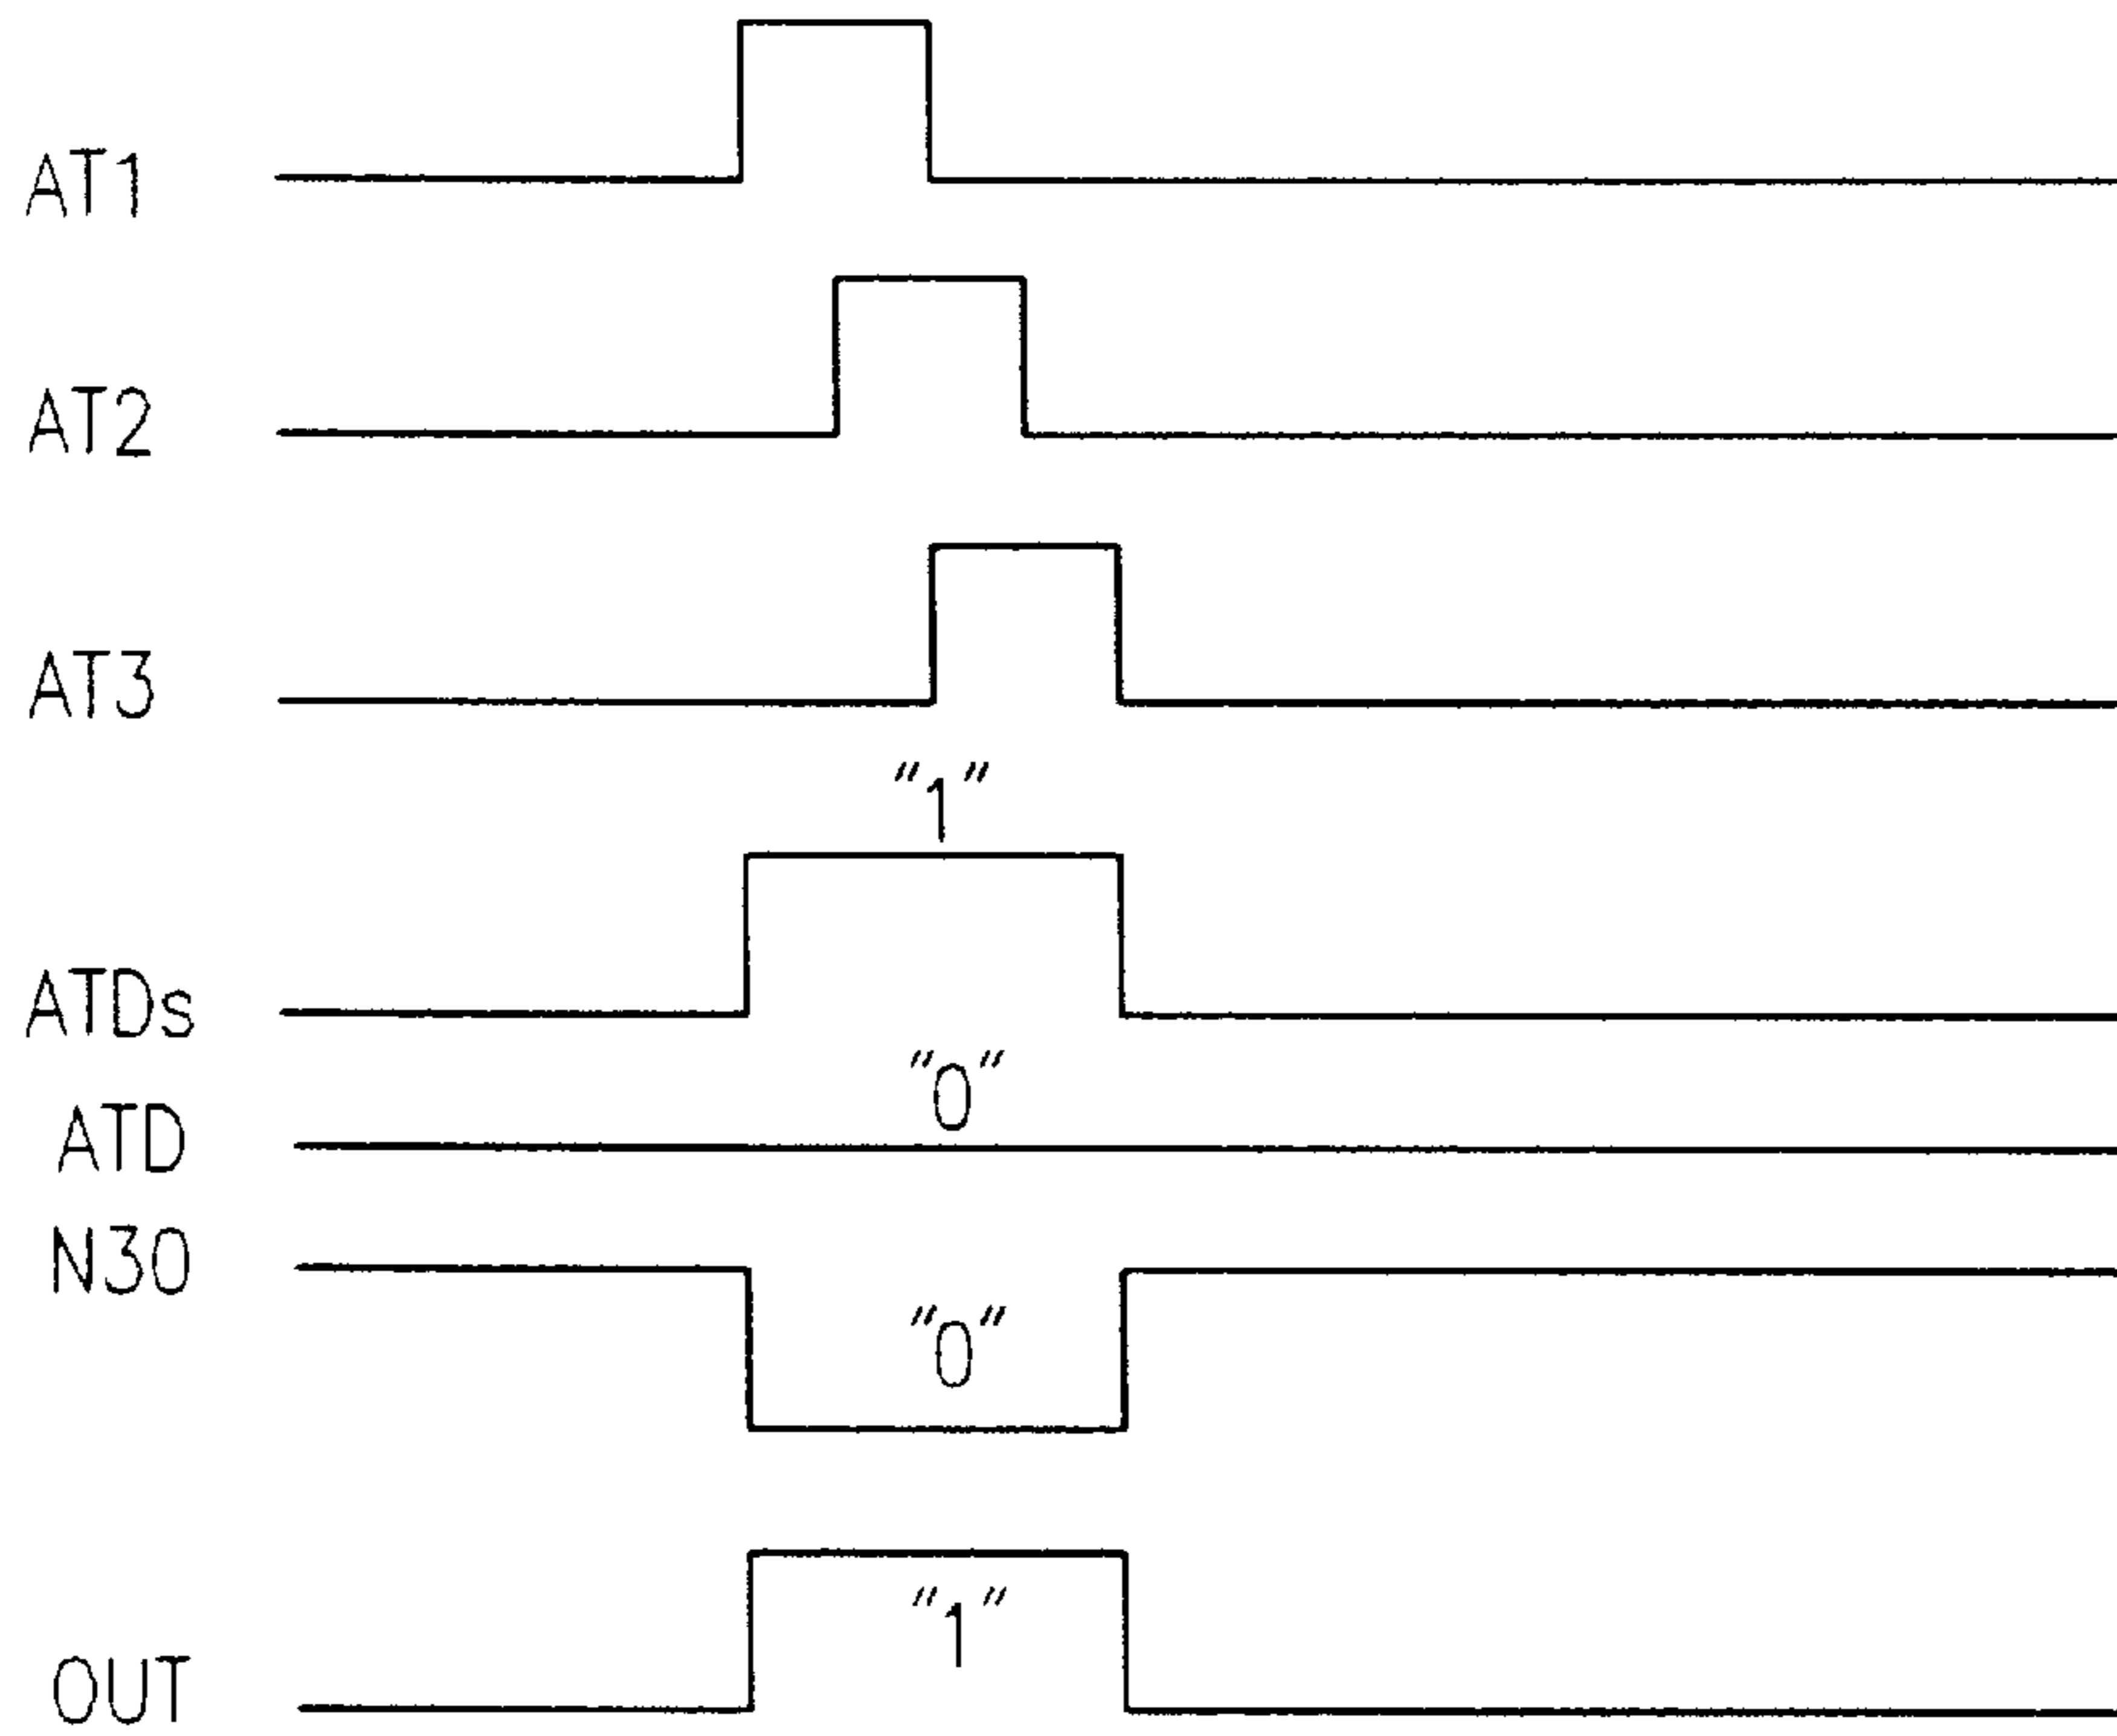 AT1
AT2
AT3
"1"
ATDs
"0"
ATD
N30
"0"
"1"
OUT